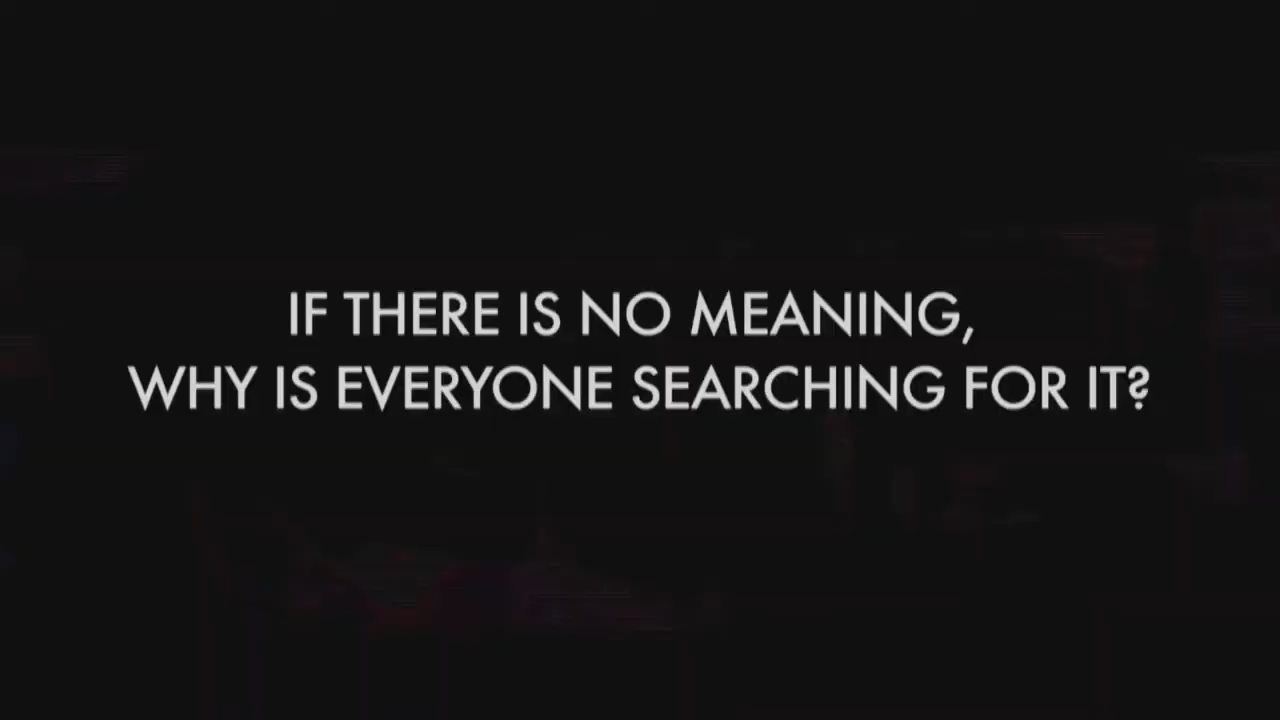 IF THERE IS NO MEANING,
WHY IS EVERYONE SEARCHING FOR IT?